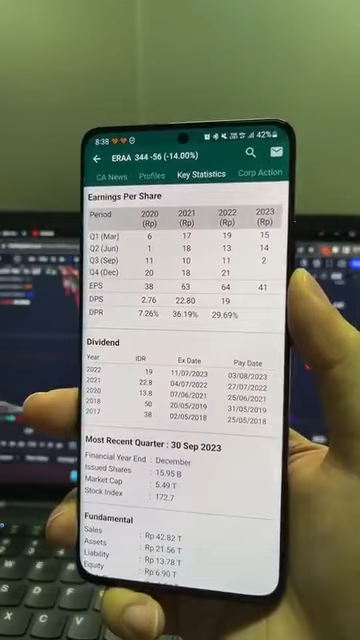 8:38 42%
ERAA 344 -56 (-14.00%)
CA News Profiles Key Statistics Corp Action
Earnings Per Share
Period 2020 (Rp) 2021 (Rp) 2022 (Rp) 2023 (Rp)
Q1 (Mar) 6 17 19 15
Q2 (Jun) 1 18 13 14
Q3 (Sep) 11 10 11 2
Q4 (Dec) 20 18 21
EPS 38 63 64 41
DPS 2.76 22.80 19
DPR 7.26% 36.19% 29.69%
Dividend
Year IDR Ex Date Pay Date
2022 19 11/07/2023 03/08/2023
2021 22.8 04/07/2022 27/07/2022
2020 13.8 07/06/2021 25/06/2021
2018 50 20/05/2019 31/05/2019
2017 38 02/05/2018 25/05/2018
Most Recent Quarter : 30 Sep 2023
Financial Year End : December
Issued Shares : 15.95 B
Market Cap : 5.49 T
Stock Index : 172.7
Fundamental
Sales : Rp 42.82 T
Assets : Rp 21.56 T
Liability : Rp 13.78 T
Equity : Rp 6.90 T